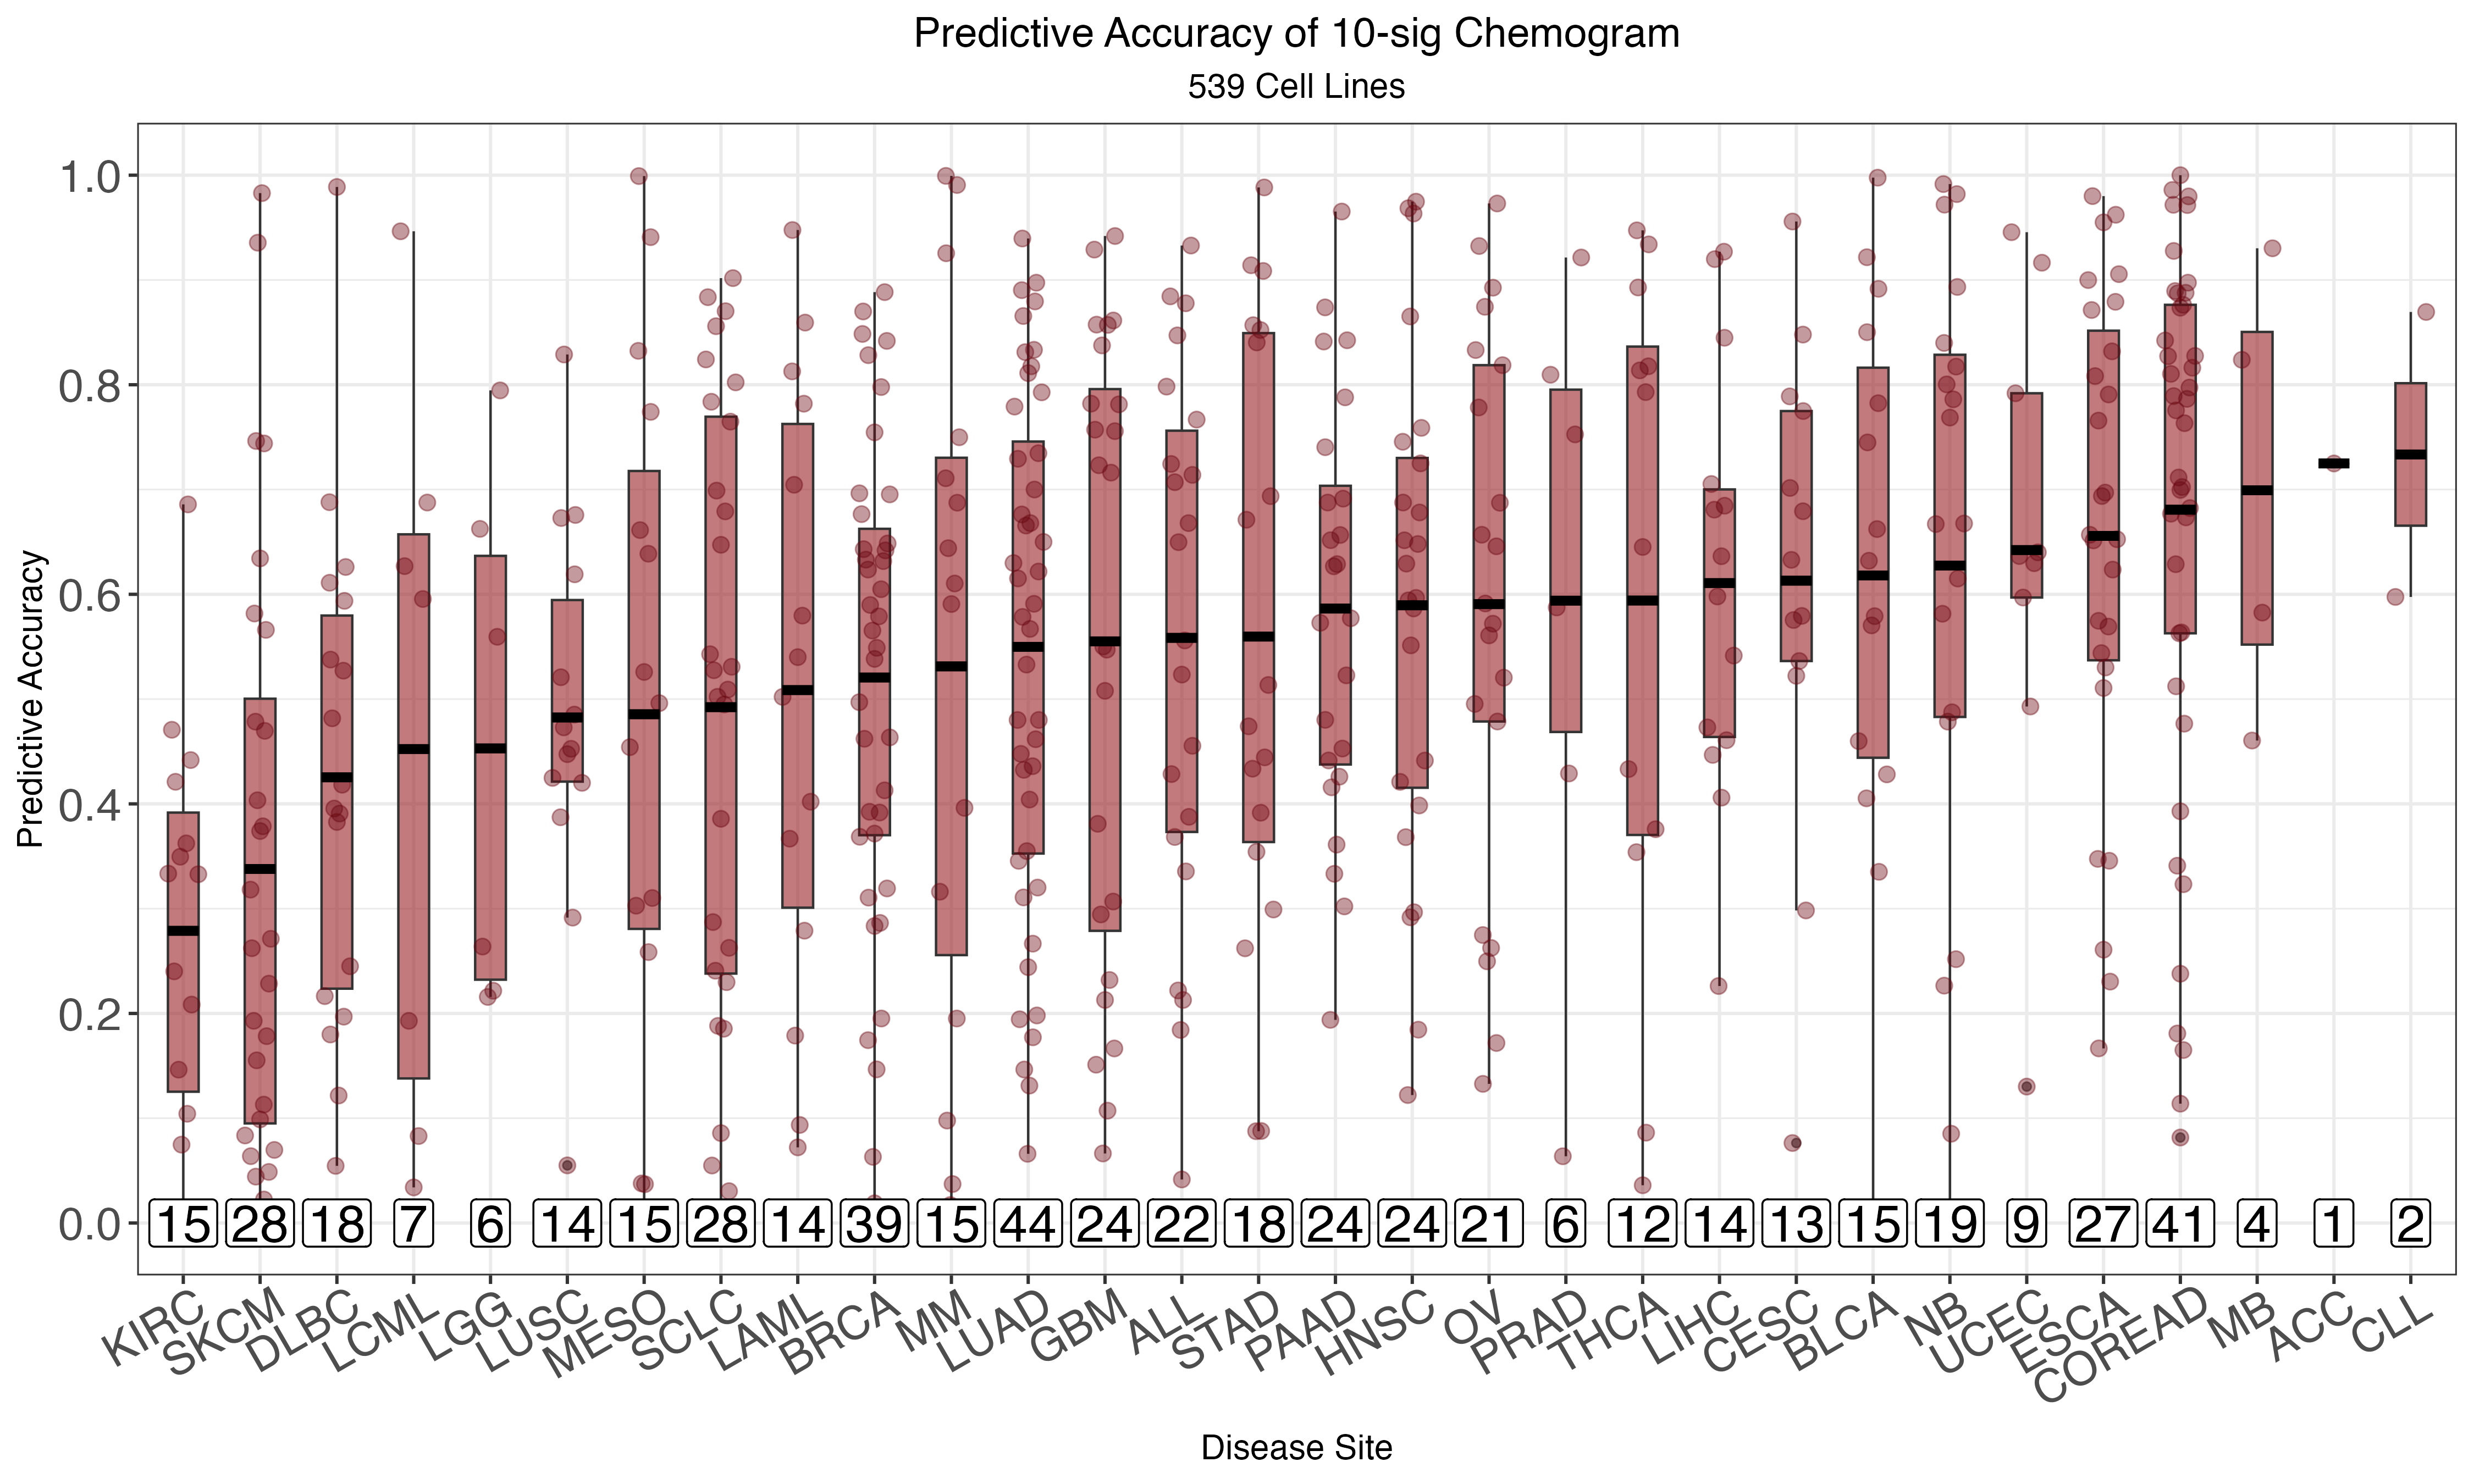 Predictive Accuracy of 10-sig Chemogram
539 Cell Lines
Predictive Accuracy
1.0
0.8
0.6
0.4
0.2
0.0
15 28 18 7 6 14 15 28 14 39 15 44 24 22 18 24 24 21 6 12 14 13 15 19 9 27 41 4 1 2
KIRC SKCM DLBC LCML LGG LUSC MESO SCLC LAML BRCA MM LUAD GBM ALL STAD PAAD HNSC OV PRAD THCA LIHC CESC BLCA NB UCEC ESCA COREAD MB ACC CLL
Disease Site